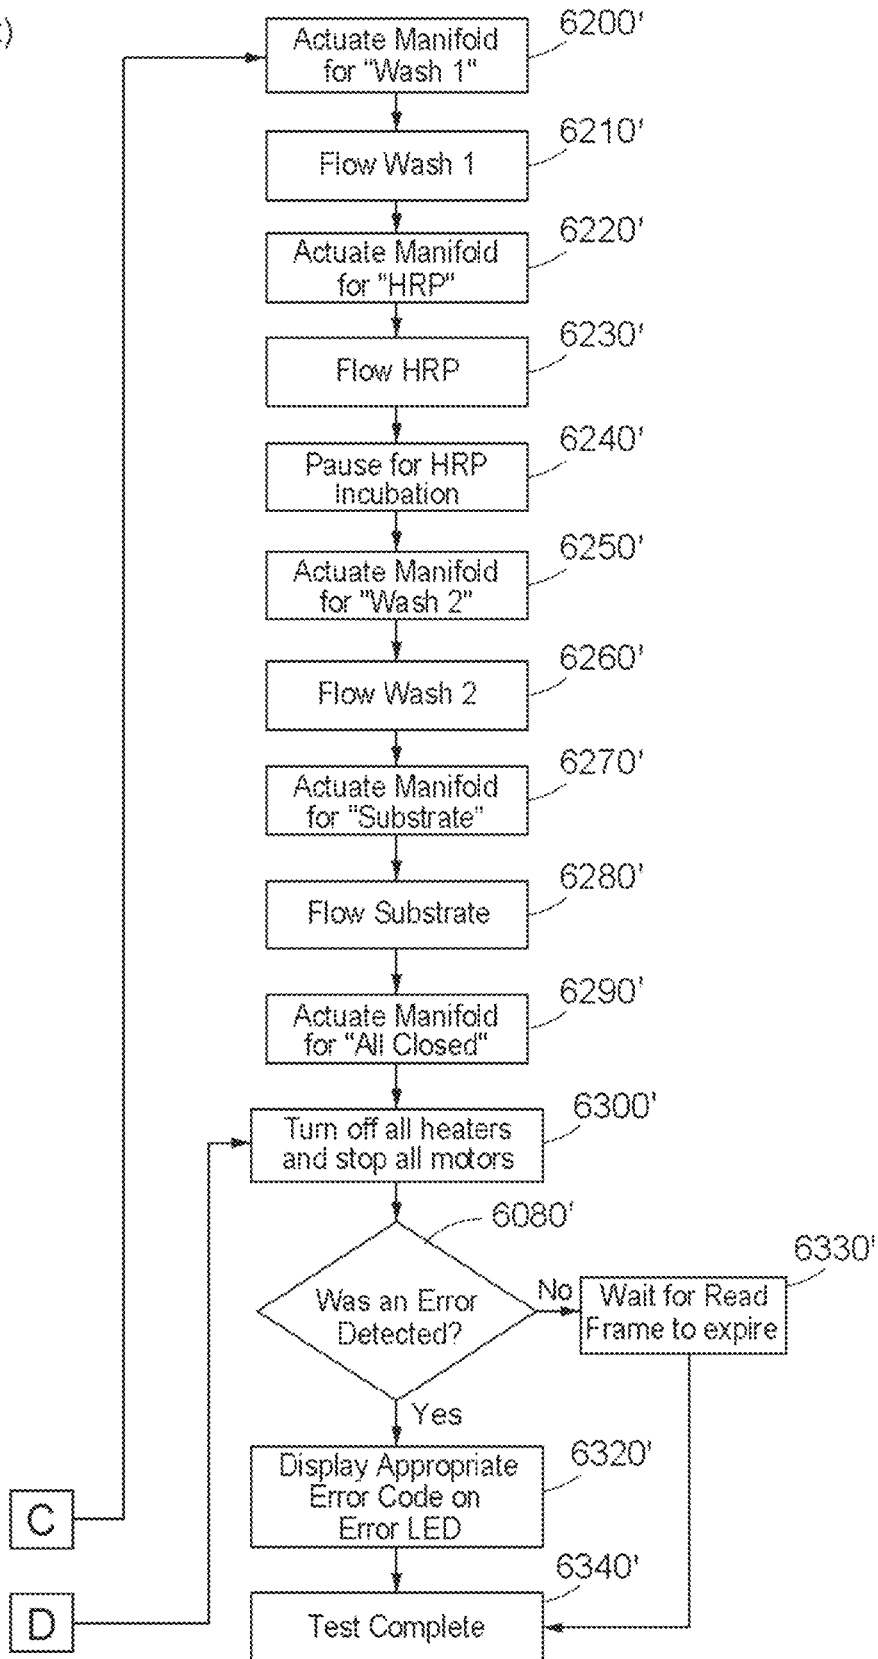 Actuate Manifold
for "Wash 1"
6200'
Flow Wash 1
6210'
Actuate Manifold
for "HRP"
6220'
Flow HRP
6230'
Pause for HRP
Incubation
6240'
Actuate Manifold
for "Wash 2"
6250'
Flow Wash 2
6260'
Actuate Manifold
for "Substrate"
6270'
Flow Substrate
6280'
Actuate Manifold
for "All Closed"
6290'
Turn off all heaters
and stop all motors
6300'
Was an Error
Detected?
6080'
No
Wait for Read
Frame to expire
6330'
Yes
Display Appropriate
Error Code on
Error LED
6320'
C
Test Complete
6340'
D